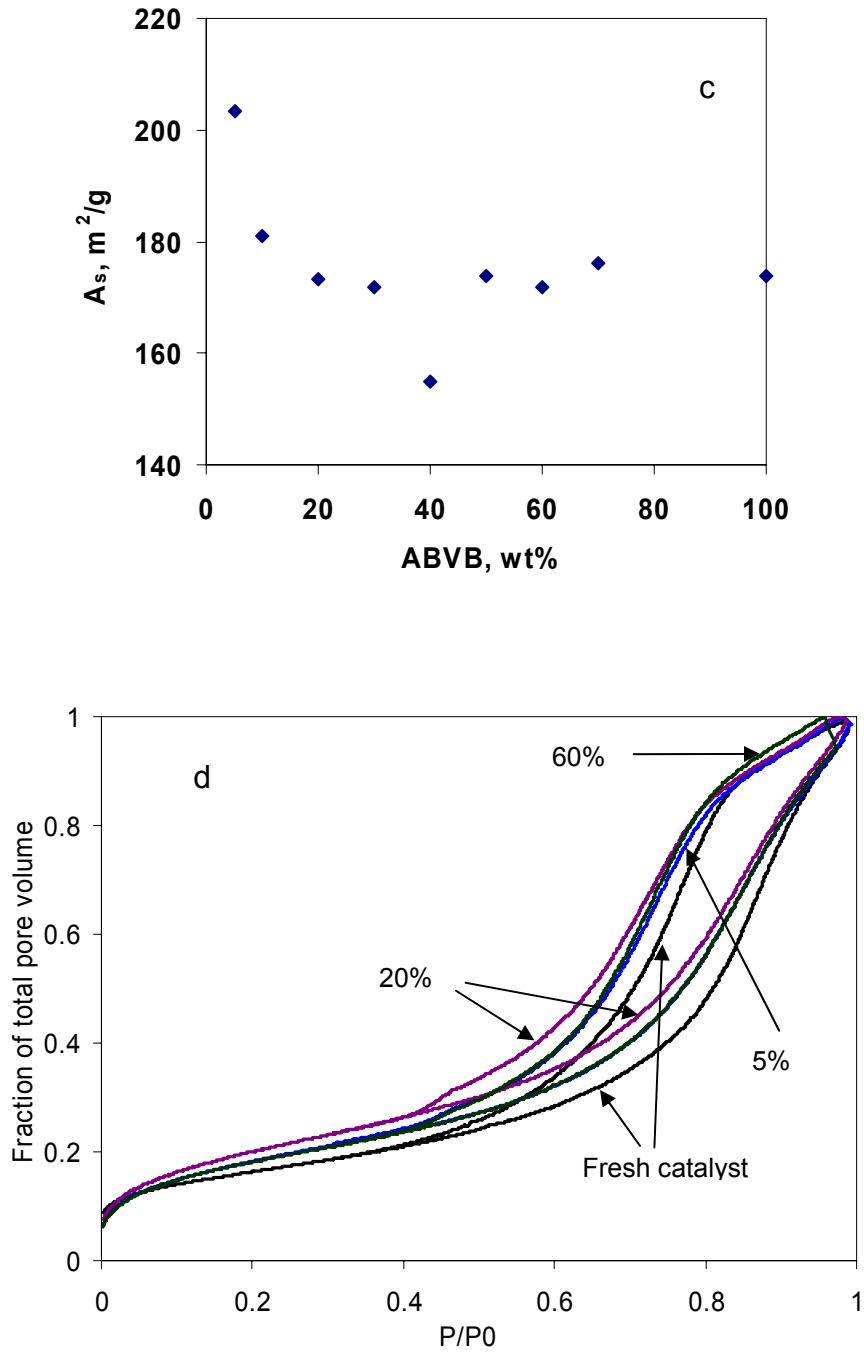 220
c
200
180
160
140
As, m²/g
0 20 40 60 80 100
ABVB, wt%
1
d
60%
0.8
0.6
20%
0.4
5%
Fresh catalyst
0.2
0
Fraction of total pore volume
0 0.2 0.4 0.6 0.8 1
P/P0